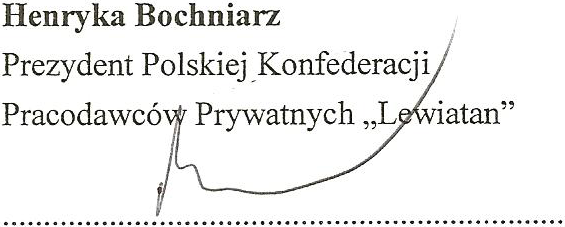 Henryka Bochniarz
Prezydent Polskiej Konfederacji
Pracodawców Prywatnych „Lewiatan”
........................................................................